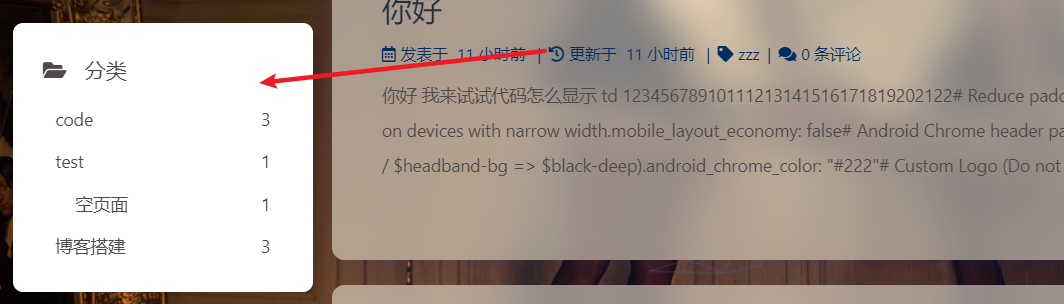 分类
code 3
test 1
空页面 1
博客搭建 3
你好
发表于 11 小时前 | 更新于 11 小时前 | zzz | 0 条评论
你好 我来试试代码怎么显示 td 12345678910111213141516171819202122# Reduce padd
on devices with narrow width.mobile_layout_economy: false# Android Chrome header pa
/ $headband-bg => $black-deep).android_chrome_color: "#222"# Custom Logo (Do not